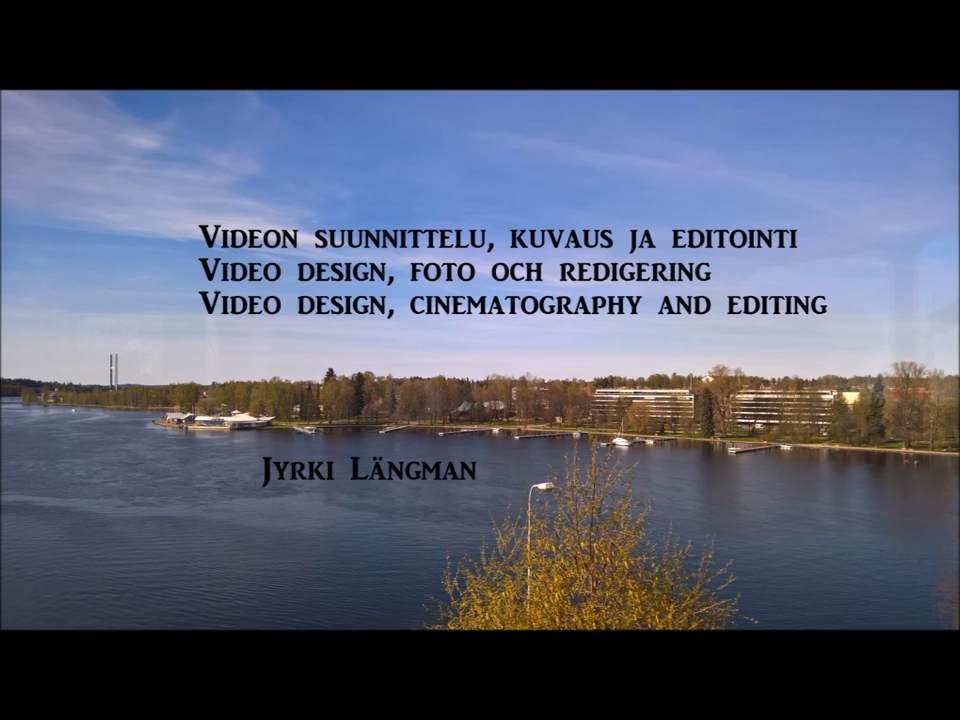 Videon suunnittelu, kuvaus ja editointi
Video design, foto och redigering
Video design, cinematography and editing
Jyrki Längman